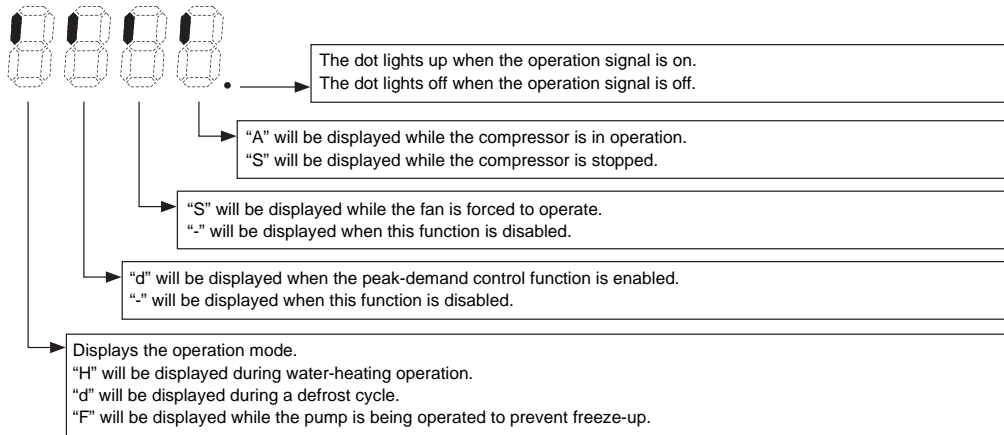 The dot lights up when the operation signal is on.
The dot lights off when the operation signal is off.
“A” will be displayed while the compressor is in operation.
“S” will be displayed while the compressor is stopped.
“S” will be displayed while the fan is forced to operate.
“-” will be displayed when this function is disabled.
“d” will be displayed when the peak-demand control function is enabled.
“-” will be displayed when this function is disabled.
Displays the operation mode.
“H” will be displayed during water-heating operation.
“d” will be displayed during a defrost cycle.
“F” will be displayed while the pump is being operated to prevent freeze-up.